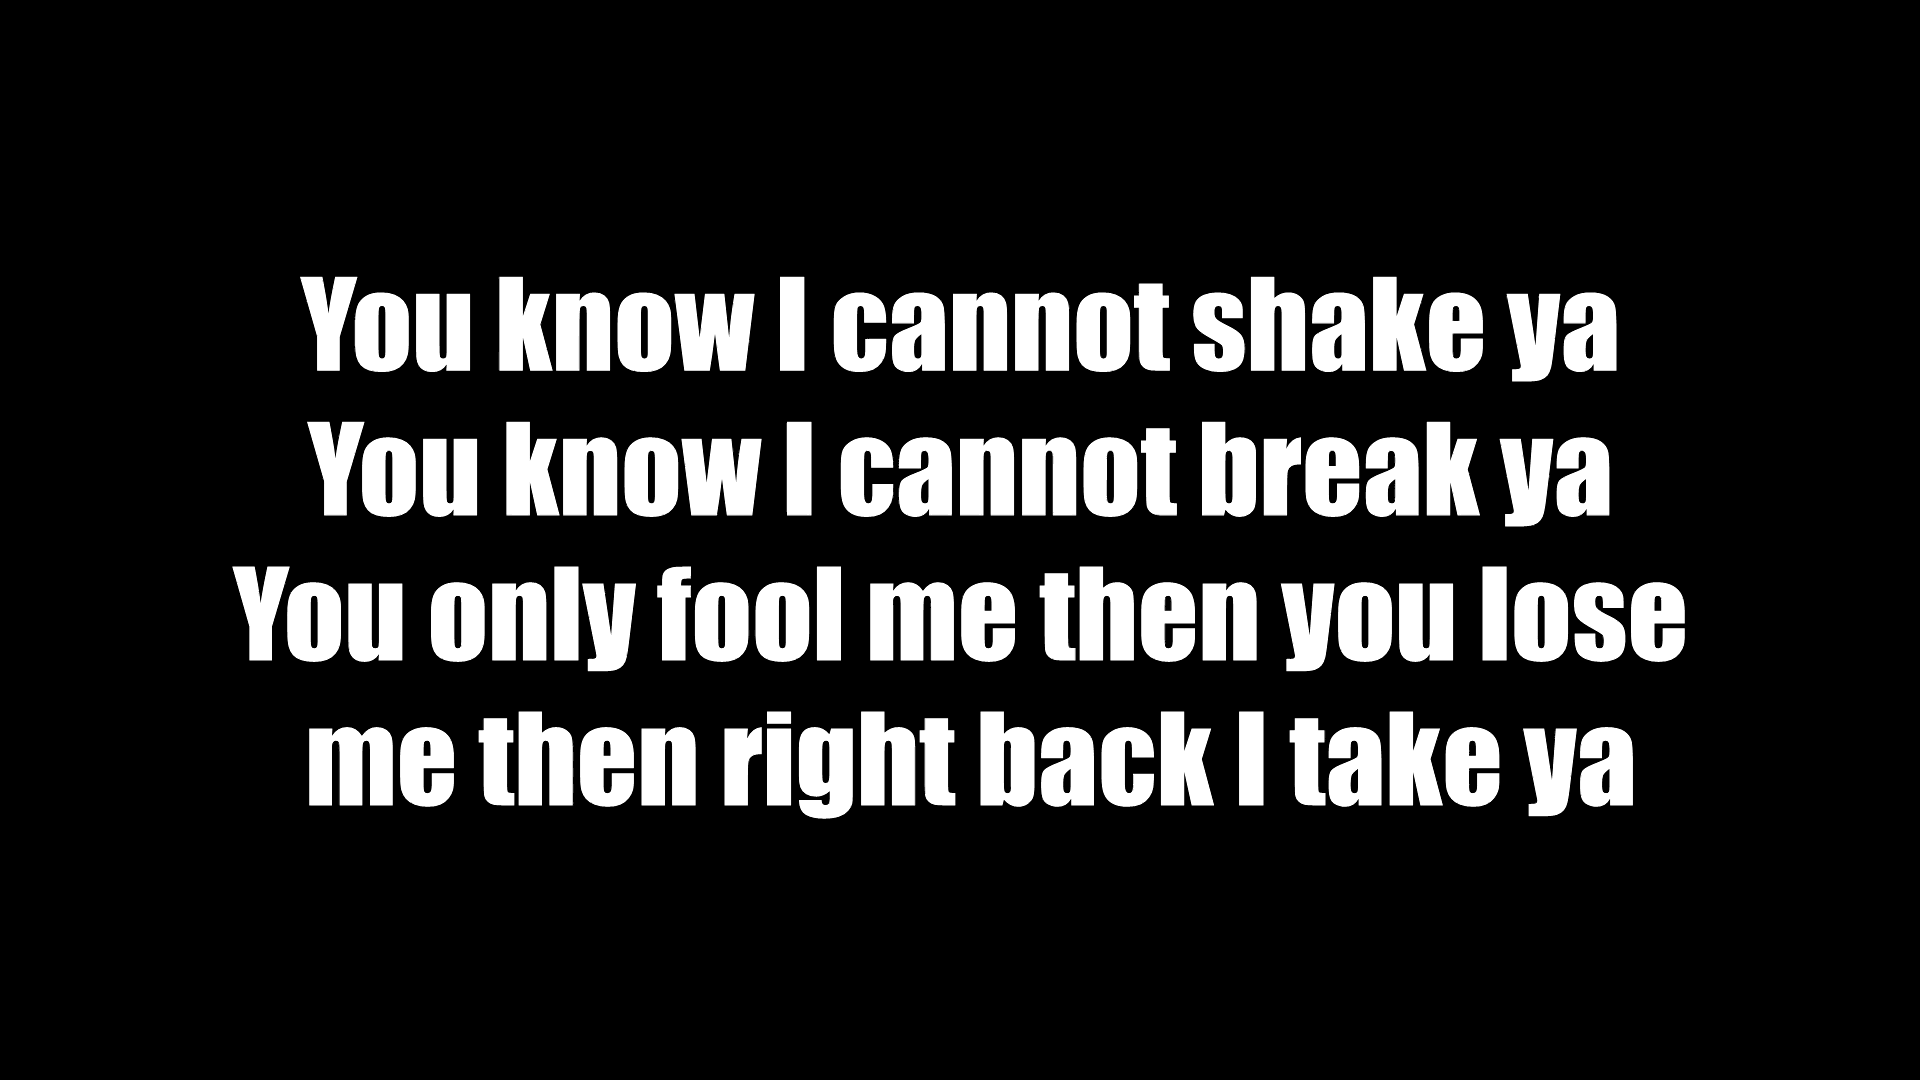 You know I cannot shake ya
You know I cannot break ya
You only fool me then you lose
me then right back I take ya